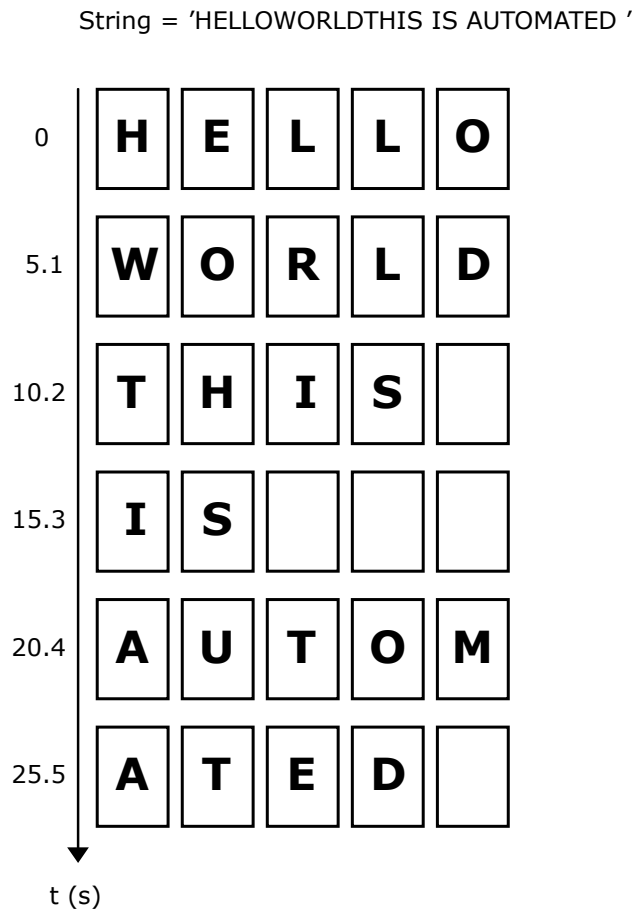 String = ’HELLOWORLDTHIS IS AUTOMATED ’
0 H E L L O
5.1 W O R L D
10.2 T H I S
15.3 I S
20.4 A U T O M
25.5 A T E D
t (s)